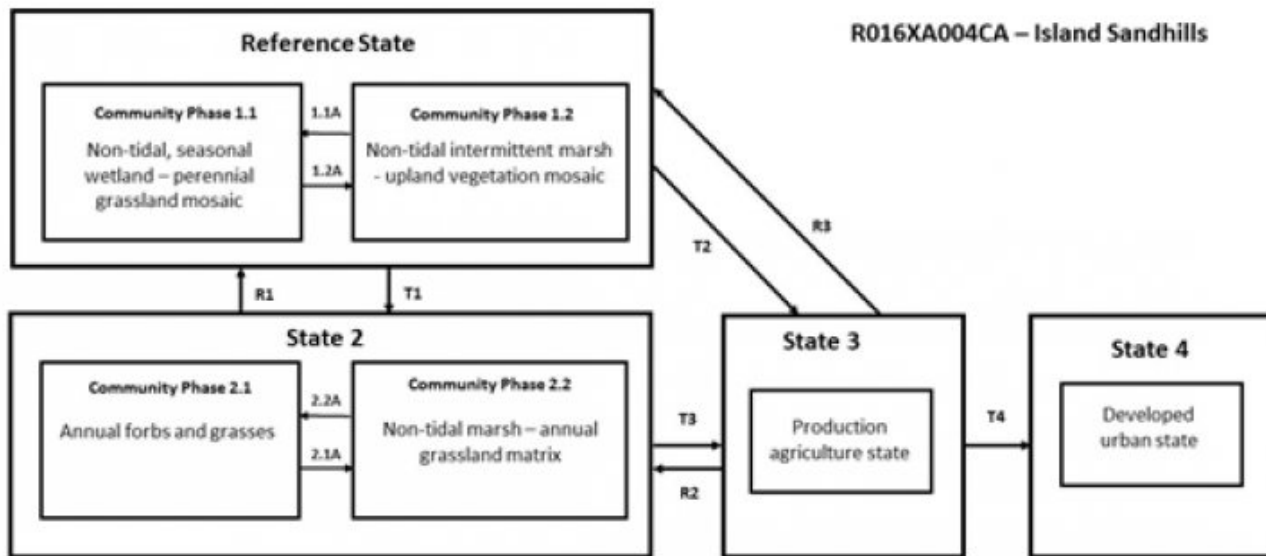 Reference State
R016XA004CA – Island Sandhills
Community Phase 1.1
Non-tidal, seasonal
wetland – perennial
grassland mosaic
1.1A
1.2A
Community Phase 1.2
Non-tidal intermittent marsh
- upland vegetation mosaic
R3
T2
R1
T1
State 2
Community Phase 2.1
Annual forbs and grasses
2.2A
2.1A
Community Phase 2.2
Non-tidal marsh – annual
grassland matrix
T3
R2
State 3
Production
agriculture state
T4
State 4
Developed
urban state